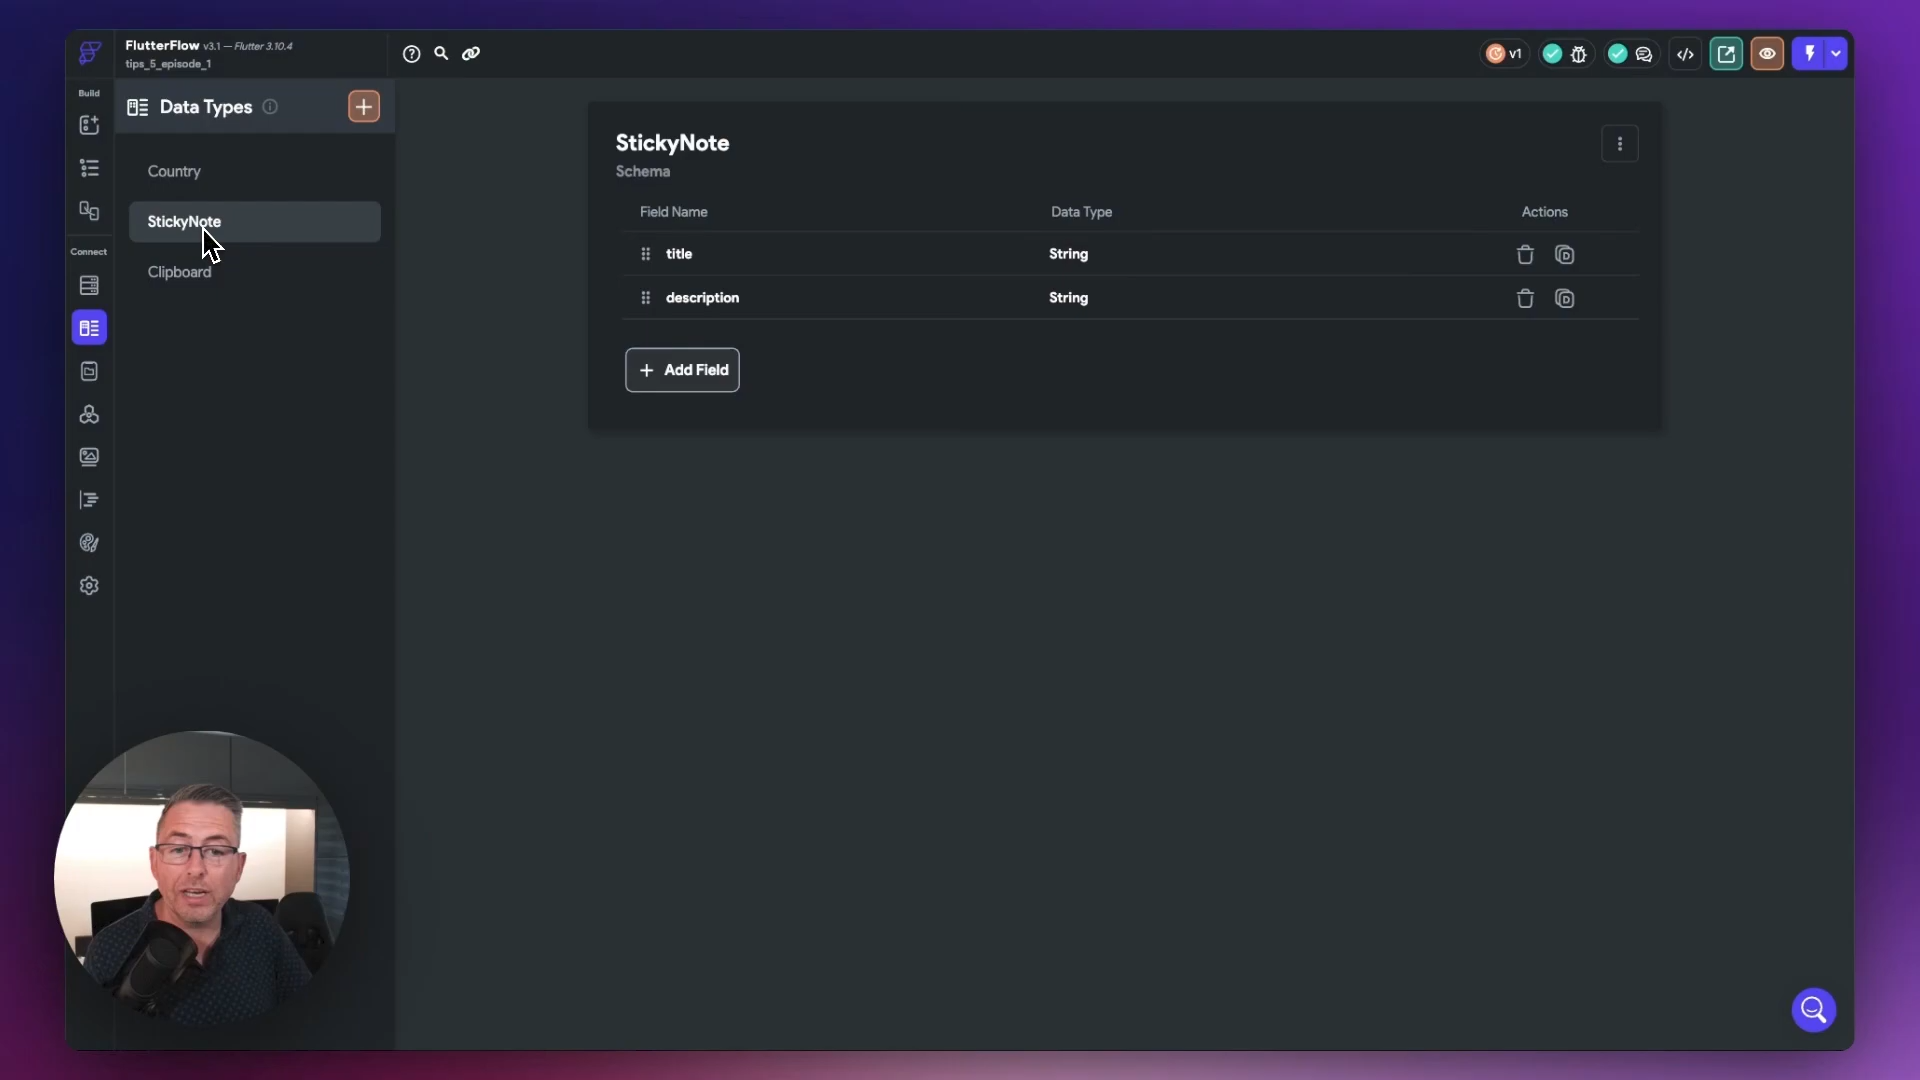 FlutterFlow v3.1 — Flutter 3.10.4
tips_5_episode_1
v1
Build
Connect
Data Types
Country
StickyNote
Clipboard
StickyNote
Schema
Field Name Data Type Actions
title String
description String
+ Add Field